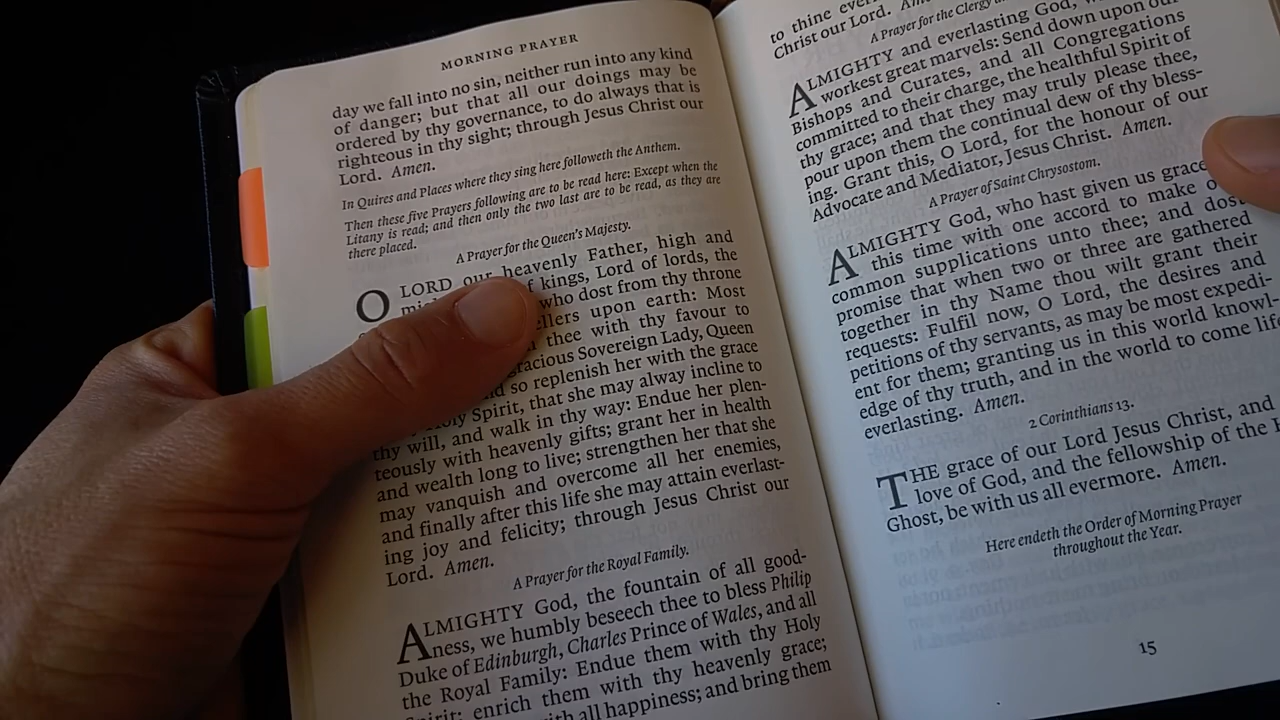 MORNING PRAYER
day we fall into no sin, neither run into any kind
of danger; but that all our doings may be
ordered by thy governance, to do always that is
righteous in thy sight; through Jesus Christ our
Lord. Amen.
In Quires and Places where they sing here followeth the Anthem.
Then these five Prayers following are to be read here: Except when the
Litany is read; and then only the two last are to be read, as they are
there placed.
A Prayer for the Queen's Majesty.
O LORD our heavenly Father, high and
kings, Lord of lords, the
who dost from thy throne
upon earth: Most
thee with thy favour to
Sovereign Lady, Queen
so replenish her with the grace
Holy Spirit, that she may alway incline to
thy will, and walk in thy way: Endue her plen-
teously with heavenly gifts; grant her in health
and wealth long to live; strengthen her that she
may vanquish and overcome all her enemies,
and finally after this life she may attain everlast-
ing joy and felicity; through Jesus Christ our
Lord. Amen.
A Prayer for the Royal Family.
ALMIGHTY God, the fountain of all good-
ness, we humbly beseech thee to bless Philip
Duke of Edinburgh, Charles Prince of Wales, and all
the Royal Family: Endue them with thy Holy
Spirit; enrich them with thy heavenly grace;
all happiness; and bring them
to thine
Christ our Lord.
A Prayer for the Clergy
ALMIGHTY and everlasting God,
workest great marvels: Send down upon our
Bishops and Curates, and all Congregations
committed to their charge, the healthful Spirit of
thy grace; and that they may truly please thee,
pour upon them the continual dew of thy bless-
ing. Grant this, O Lord, for the honour of our
Advocate and Mediator, Jesus Christ. Amen.
A Prayer of Saint Chrysostom.
ALMIGHTY God, who hast given us grace
this time with one accord to make
common supplications unto thee; and dost
promise that when two or three are gathered
together in thy Name thou wilt grant their
requests: Fulfil now, O Lord, the desires and
petitions of thy servants, as may be most expedi-
ent for them; granting us in this world knowl-
edge of thy truth, and in the world to come life
everlasting. Amen.
2 Corinthians 13.
THE grace of our Lord Jesus Christ, and
love of God, and the fellowship of the
Ghost, be with us all evermore. Amen.
Here endeth the Order of Morning Prayer
throughout the Year.
15